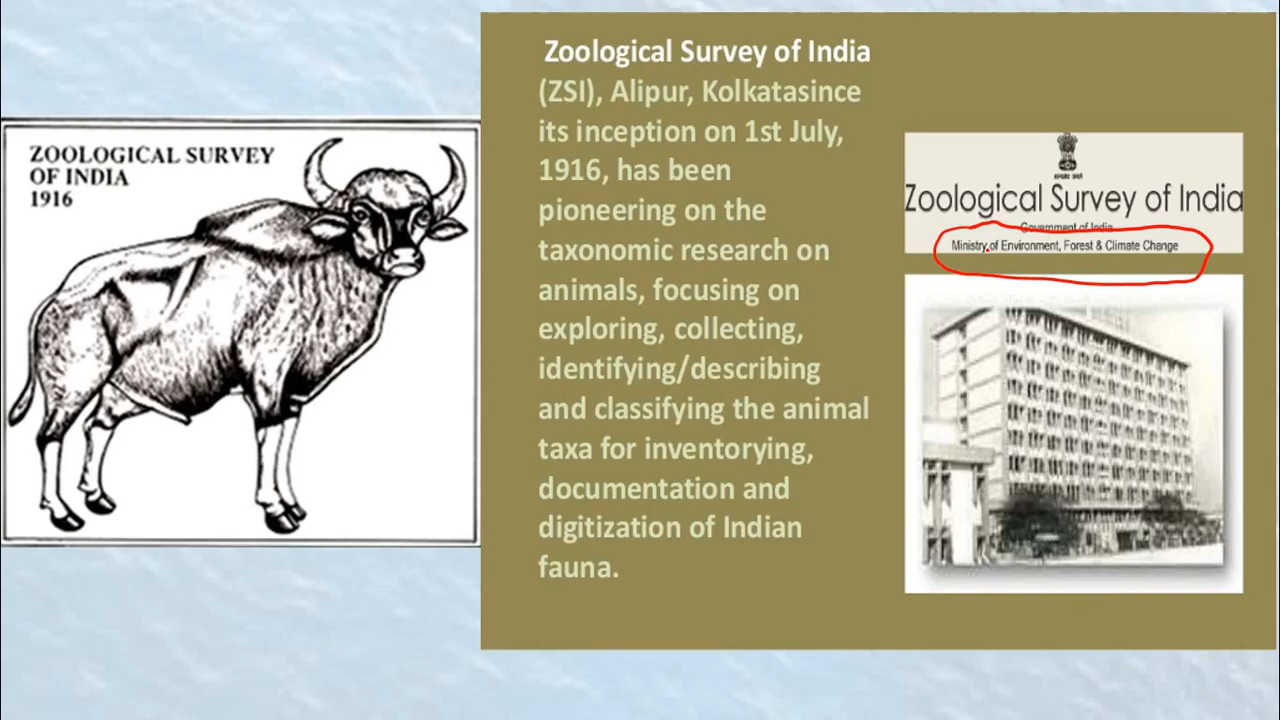 ZOOLOGICAL SURVEY
OF INDIA
1916
Zoological Survey of India
(ZSI), Alipur, Kolkatasince
its inception on 1st July,
1916, has been
pioneering on the
taxonomic research on
animals, focusing on
exploring, collecting,
identifying/describing
and classifying the animal
taxa for inventorying,
documentation and
digitization of Indian
fauna.
Zoological Survey of India
Government of India
Ministry of Environment, Forest & Climate Change